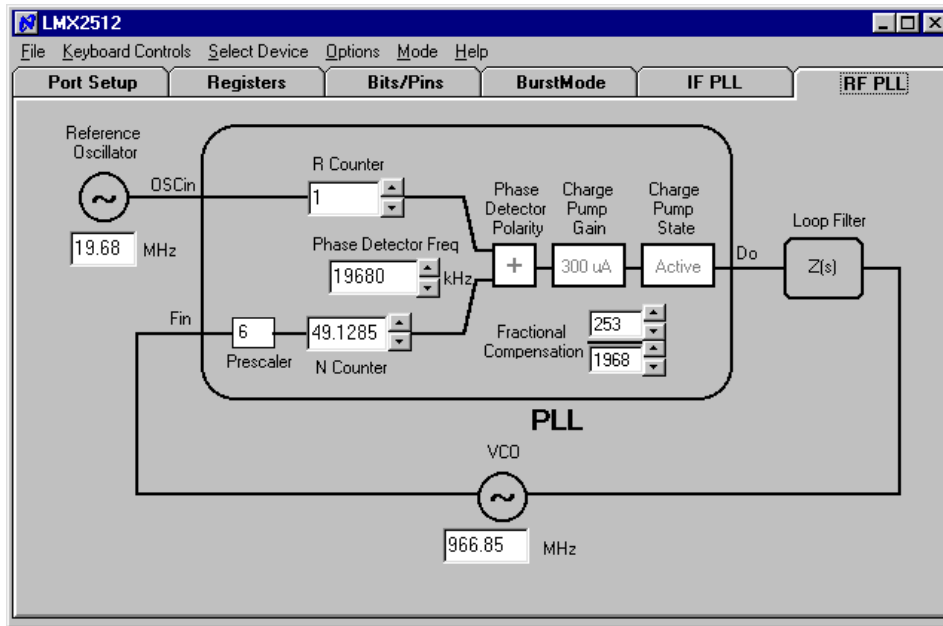 LMX2512
File Keyboard Controls Select Device Options Mode Help
Port Setup Registers Bits/Pins BurstMode IF PLL RF PLL
Reference
Oscillator
OSCin
19.68 MHz
R Counter
1
Phase Detector Freq
19680 kHz
Phase
Detector
Polarity
+
Charge
Pump
Gain
300 uA
Charge
Pump
State
Active
Do
Loop Filter
Z(s)
Fin
6
Prescaler
49.1285
N Counter
Fractional
Compensation
253
1968
PLL
VCO
~
966.85 MHz